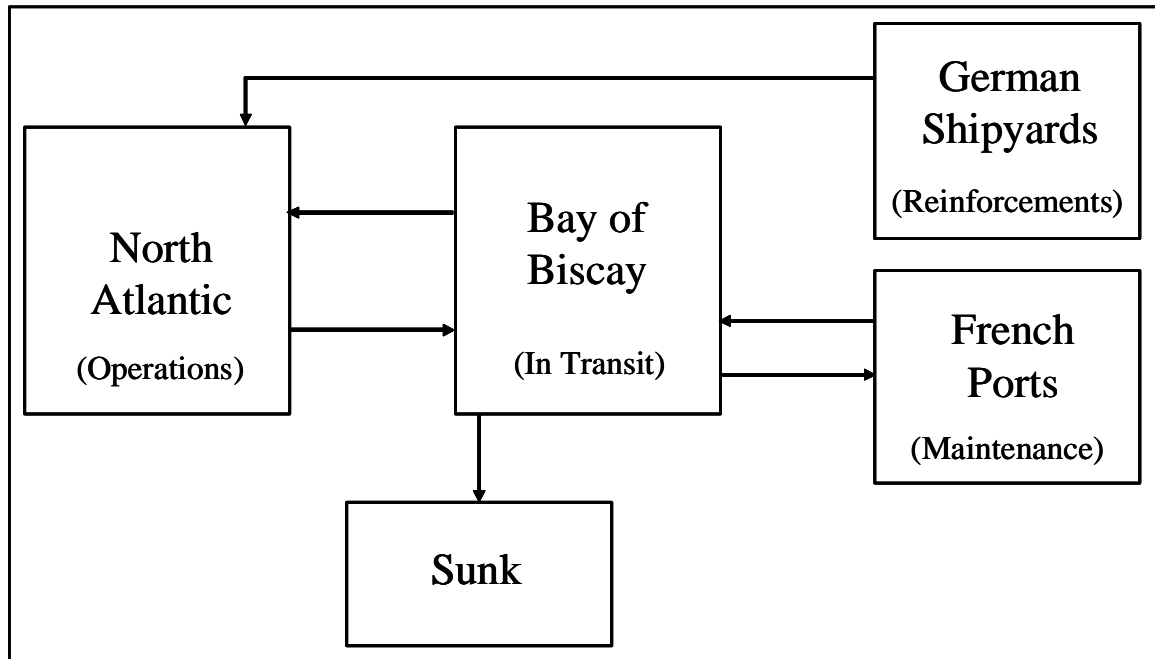 German
Shipyards
(Reinforcements)
North
Atlantic
(Operations)
Bay of
Biscay
(In Transit)
French
Ports
(Maintenance)
Sunk